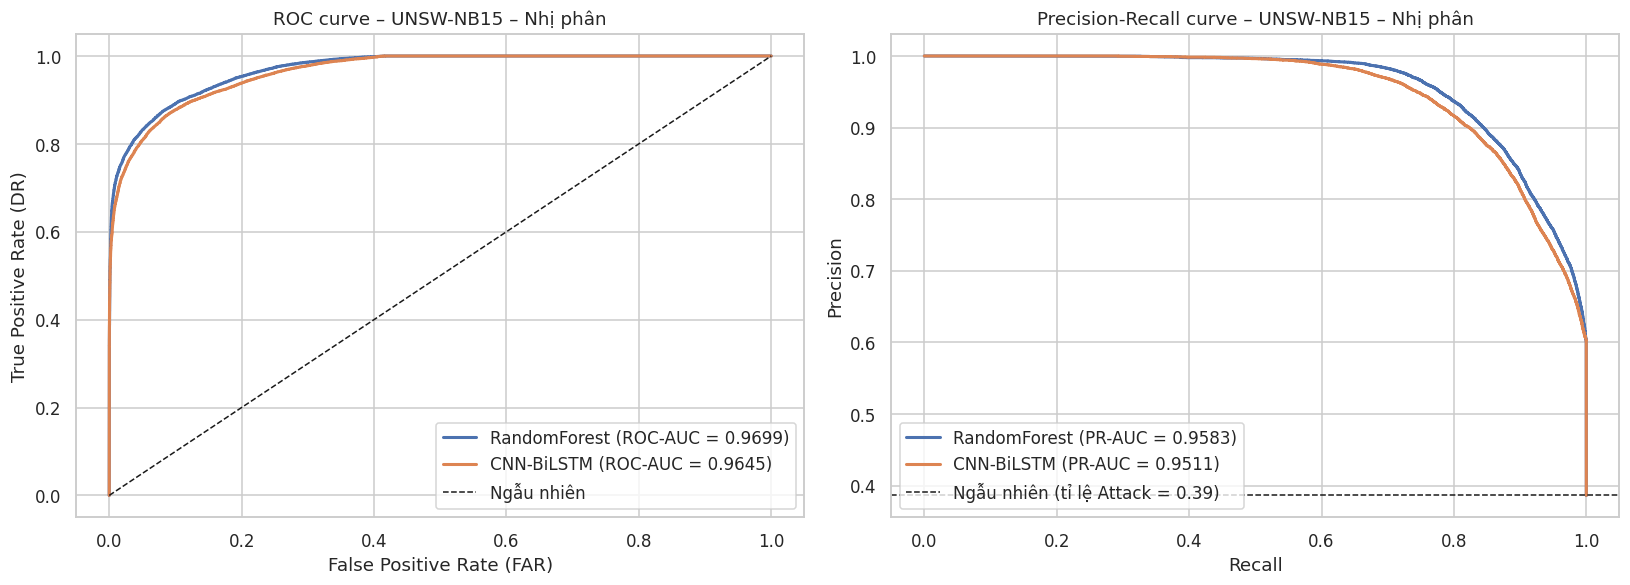 ROC curve – UNSW-NB15 – Nhị phân
1.0
0.8
0.6
0.4
0.2
0.0
True Positive Rate (DR)
RandomForest (ROC-AUC = 0.9699)
CNN-BiLSTM (ROC-AUC = 0.9645)
Ngẫu nhiên
0.0 0.2 0.4 0.6 0.8 1.0
False Positive Rate (FAR)
Precision-Recall curve – UNSW-NB15 – Nhị phân
1.0
0.9
0.8
0.7
0.6
0.5
0.4
Precision
RandomForest (PR-AUC = 0.9583)
CNN-BiLSTM (PR-AUC = 0.9511)
Ngẫu nhiên (tỉ lệ Attack = 0.39)
0.0 0.2 0.4 0.6 0.8 1.0
Recall